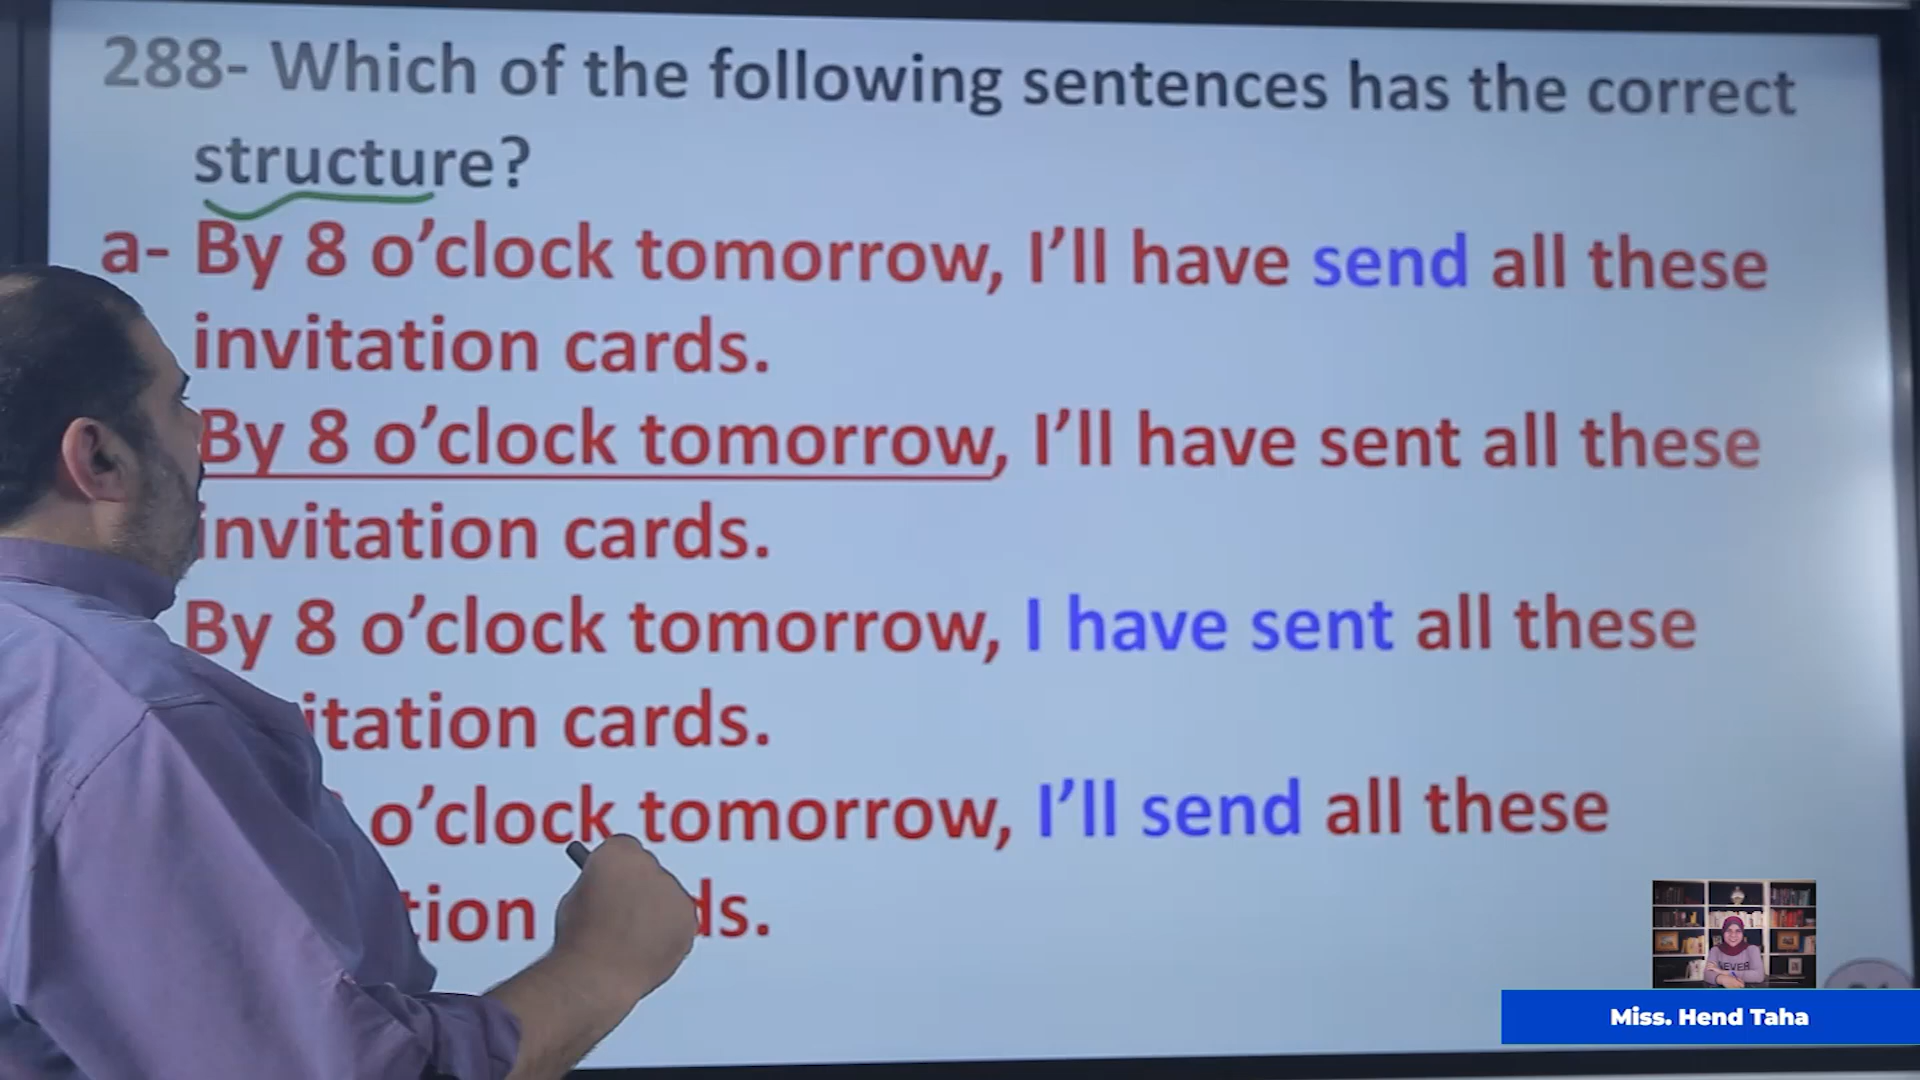 288- Which of the following sentences has the correct
structure?
a- By 8 o'clock tomorrow, I'll have send all these
invitation cards.
By 8 o'clock tomorrow, I'll have sent all these
invitation cards.
By 8 o'clock tomorrow, I have sent all these
itation cards.
o'clock tomorrow, I'll send all these
tion ds.
Miss. Hend Taha